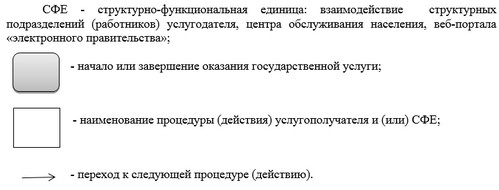 СФЕ - структурно-функциональная единица: взаимодействие структурных
подразделений (работников) услугодателя, центра обслуживания населения, веб-портала
«электронного правительства»;
- начало или завершение оказания государственной услуги;
- наименование процедуры (действия) услугополучателя и (или) СФЕ;
- переход к следующей процедуре (действию).